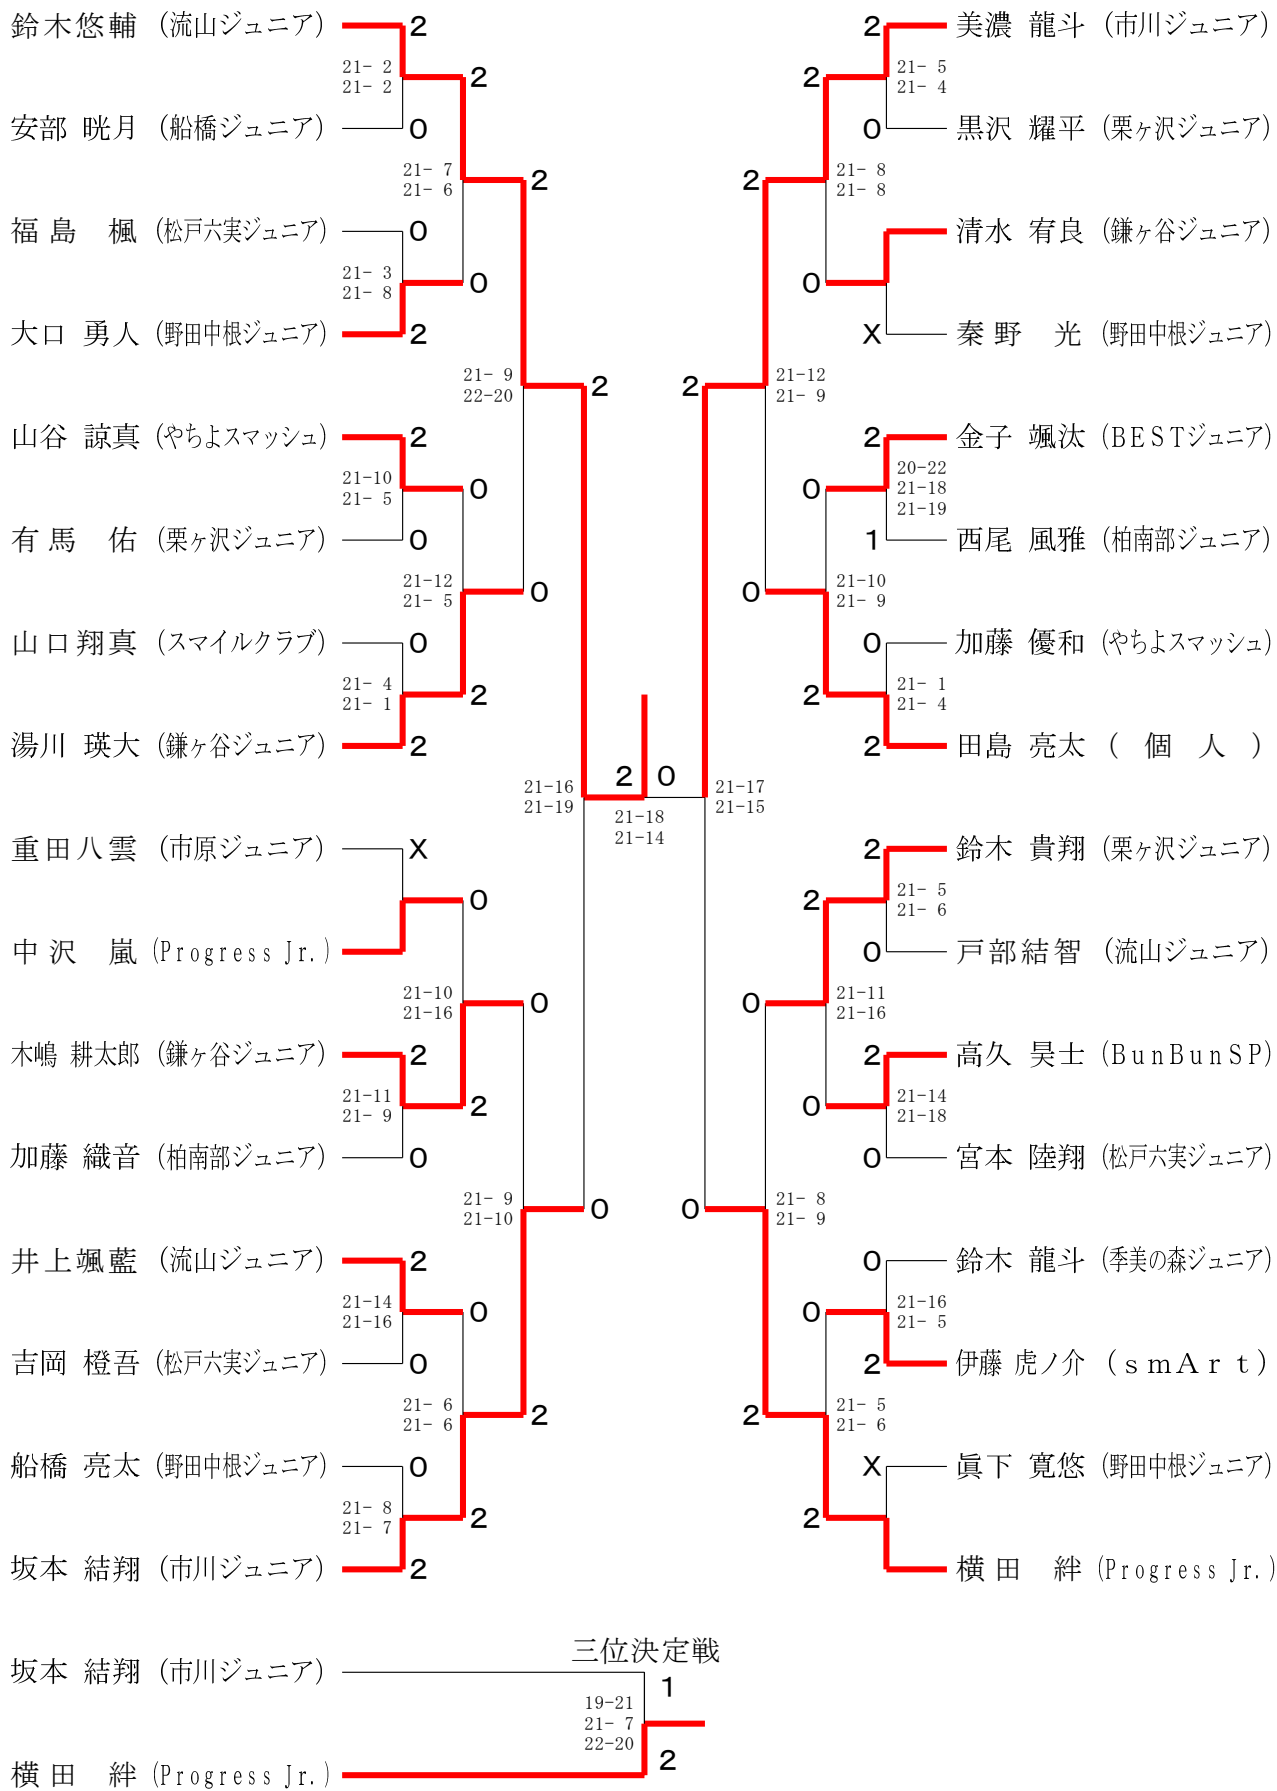 鈴木悠輔 (流山ジュニア) 2
21- 2
21- 2
2
安部 晄月 (船橋ジュニア) 0
21- 7
21- 6
2
福島 楓 (松戸六実ジュニア) 0
21- 3
21- 8
0
大口 勇人 (野田中根ジュニア) 2
21- 9
22-20
2
山谷 諒真 (やちよスマッシュ) 2
21-10
21- 5
0
有馬 佑 (栗ヶ沢ジュニア) 0
21-12
21- 5
0
山口翔真 (スマイルクラブ) 0
21- 4
21- 1
2
湯川 瑛大 (鎌ヶ谷ジュニア) 2
21-16
21-19
2 0
21-18
21-14
重田八雲 (市原ジュニア) X
0
中沢 嵐 (Progress Jr.)
21-10
21-16
0
木嶋 耕太郎 (鎌ヶ谷ジュニア) 2
21-11
21- 9
2
加藤 織音 (柏南部ジュニア) 0
21- 9
21-10
0
井上颯藍 (流山ジュニア) 2
21-14
21-16
0
吉岡 橙吾 (松戸六実ジュニア) 0
21- 6
21- 6
2
船橋 亮太 (野田中根ジュニア) 0
21- 8
21- 7
2
坂本 結翔 (市川ジュニア) 2
2 美濃 龍斗 (市川ジュニア)
2
21- 5
21- 4
0 黒沢 耀平 (栗ヶ沢ジュニア)
2
21- 8
21- 8
清水 宥良 (鎌ヶ谷ジュニア)
0
X 秦野 光 (野田中根ジュニア)
2
21-12
21- 9
2 金子 颯汰 (BESTジュニア)
0
20-22
21-18
21-19
1 西尾 風雅 (柏南部ジュニア)
0
21-10
21- 9
0 加藤 優和 (やちよスマッシュ)
2
21- 1
21- 4
2 田島 亮太 (個人)
21-17
21-15
2 鈴木 貴翔 (栗ヶ沢ジュニア)
2
21- 5
21- 6
0 戸部結智 (流山ジュニア)
0
21-11
21-16
2 高久 昊士 (BunBunSP)
0
21-14
21-18
0 宮本 陸翔 (松戸六実ジュニア)
0
21- 8
21- 9
0 鈴木 龍斗 (季美の森ジュニア)
0
21-16
21- 5
2 伊藤 虎ノ介 (smArt)
2
21- 5
21- 6
X 眞下 寛悠 (野田中根ジュニア)
2
横田 絆 (Progress Jr.)
三位決定戦
坂本 結翔 (市川ジュニア) 1
19-21
21- 7
22-20
横田 絆 (Progress Jr.) 2